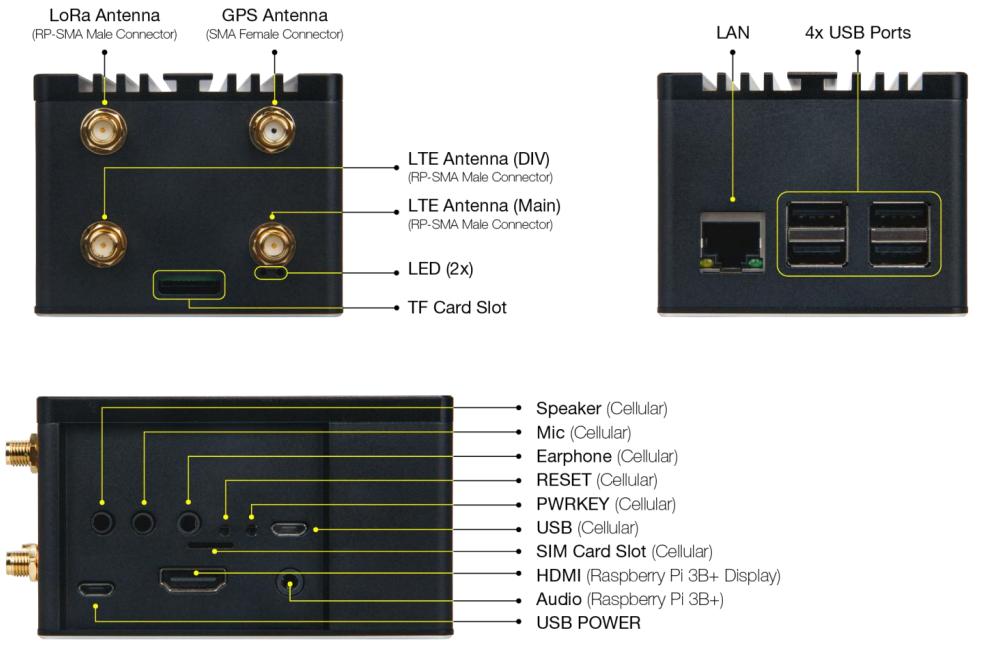 LoRa Antenna
(RP-SMA Male Connector)
GPS Antenna
(SMA Female Connector)
LTE Antenna (DIV)
(RP-SMA Male Connector)
LTE Antenna (Main)
(RP-SMA Male Connector)
LED (2x)
TF Card Slot
LAN
4x USB Ports
Speaker (Cellular)
Mic (Cellular)
Earphone (Cellular)
RESET (Cellular)
PWRKEY (Cellular)
USB (Cellular)
SIM Card Slot (Cellular)
HDMI (Raspberry Pi 3B+ Display)
Audio (Raspberry Pi 3B+)
USB POWER